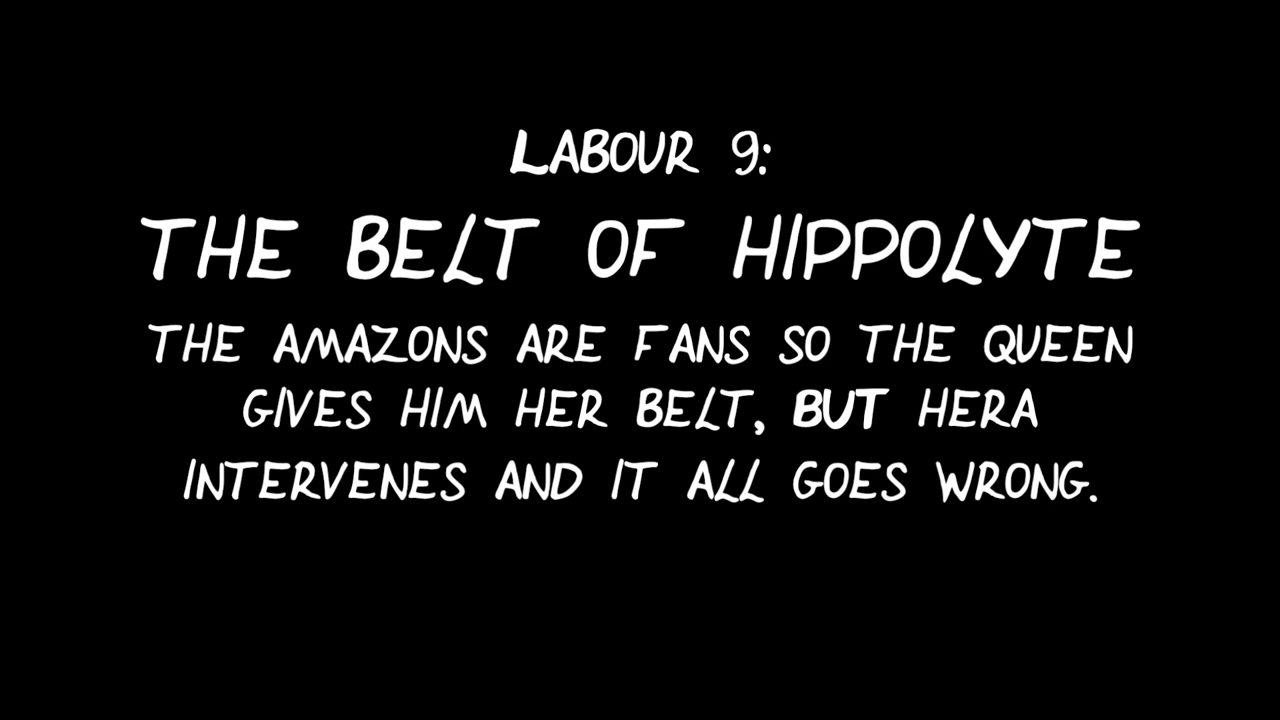 LABOUR 9:
THE BELT OF HIPPOLYTE
THE AMAZONS ARE FANS SO THE QUEEN
GIVES HIM HER BELT, BUT HERA
INTERVENES AND IT ALL GOES WRONG.